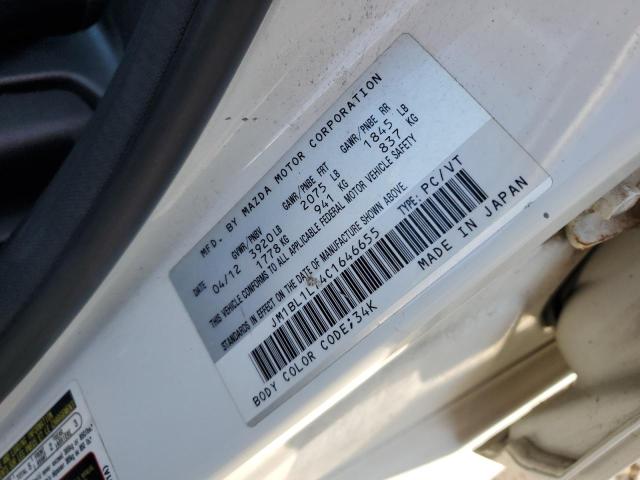 MFD. BY MAZDA MOTOR CORPORATION
GVWR/PNBV GAWR/PNBE FRT GAWR/PNBE RR
04/12 3920 LB 2075 LB 1845 LB
1778 KG 941 KG 837 KG
THIS VEHICLE CONFORMS TO ALL APPLICABLE FEDERAL MOTOR VEHICLE SAFETY
STANDARDS IN EFFECT ON THE DATE OF MANUFACTURE SHOWN ABOVE
TYPE: PC/VT
MADE IN JAPAN
BODY COLOR CODE; 34K